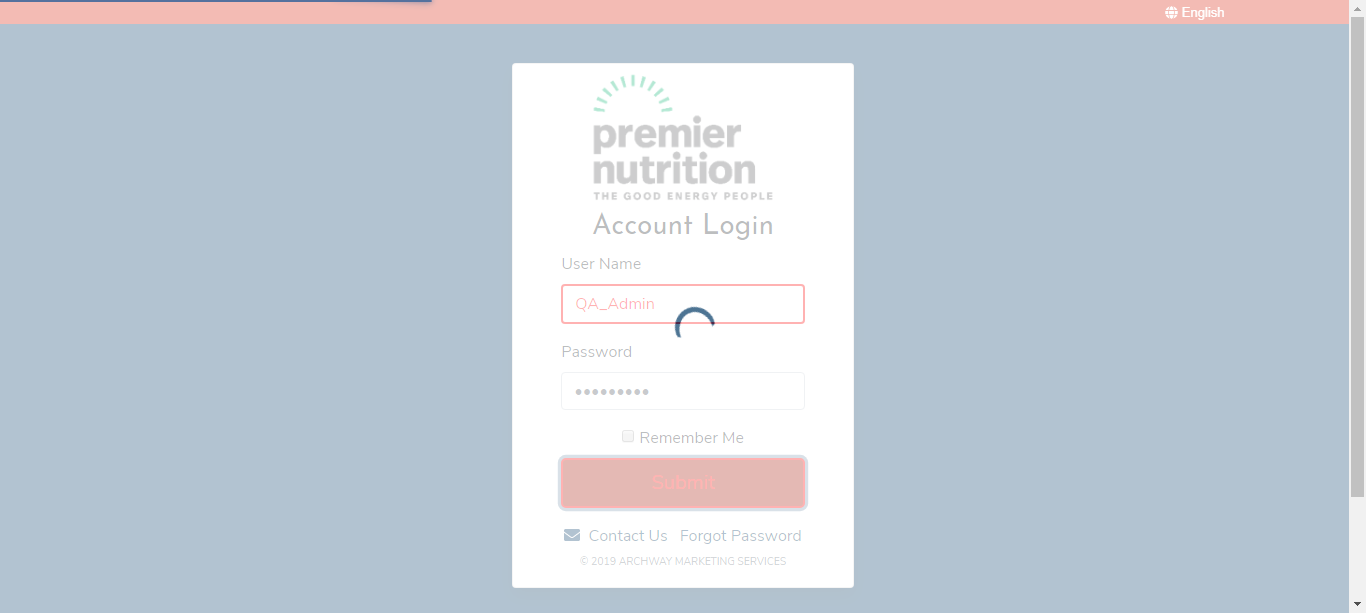 English
premier
nutrition
THE GOOD ENERGY PEOPLE
Account Login
User Name
QA_Admin
Password
•••••••••
Remember Me
Submit
Contact Us Forgot Password
© 2019 ARCHWAY MARKETING SERVICES